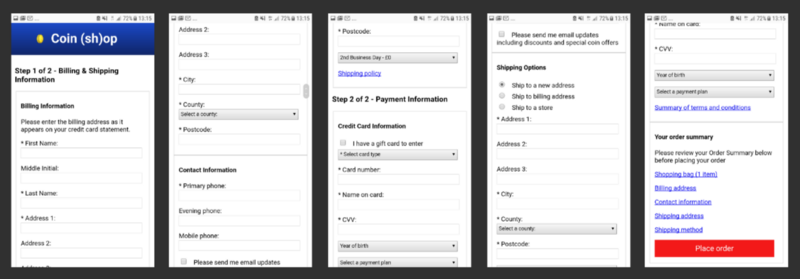 13:15
Coin (sh)op
Step 1 of 2 - Billing & Shipping
Information
Billing Information
Please enter the billing address as it
appears on your credit card statement.
* First Name:
Middle Initial:
* Last Name:
* Address 1:
Address 2:
72% 13:15
Address 2:
Address 3:
* City:
* County:
Select a county:
* Postcode:
Contact Information
* Primary phone:
Evening phone:
Mobile phone:
Please send me email updates
72% 13:15
* Postcode:
2nd Business Day - £0
Shipping policy
Step 2 of 2 - Payment Information
Credit Card Information
I have a gift card to enter
* Select card type
* Card number:
* Name on card:
* CVV:
Year of birth
Select a payment plan
72% 13:15
Please send me email updates
including discounts and special coin offers
Shipping Options
Ship to a new address
Ship to billing address
Ship to a store
* Address 1:
Address 2:
Address 3:
* City:
* County:
Select a county:
* Postcode:
72% 13:15
* Name on card:
* CVV:
Year of birth
Select a payment plan
Summary of terms and conditions
Your order summary
Please review your Order Summary below
before placing your order
Shopping bag (1 item)
Billing address
Contact information
Shipping address
Shipping method
Place order